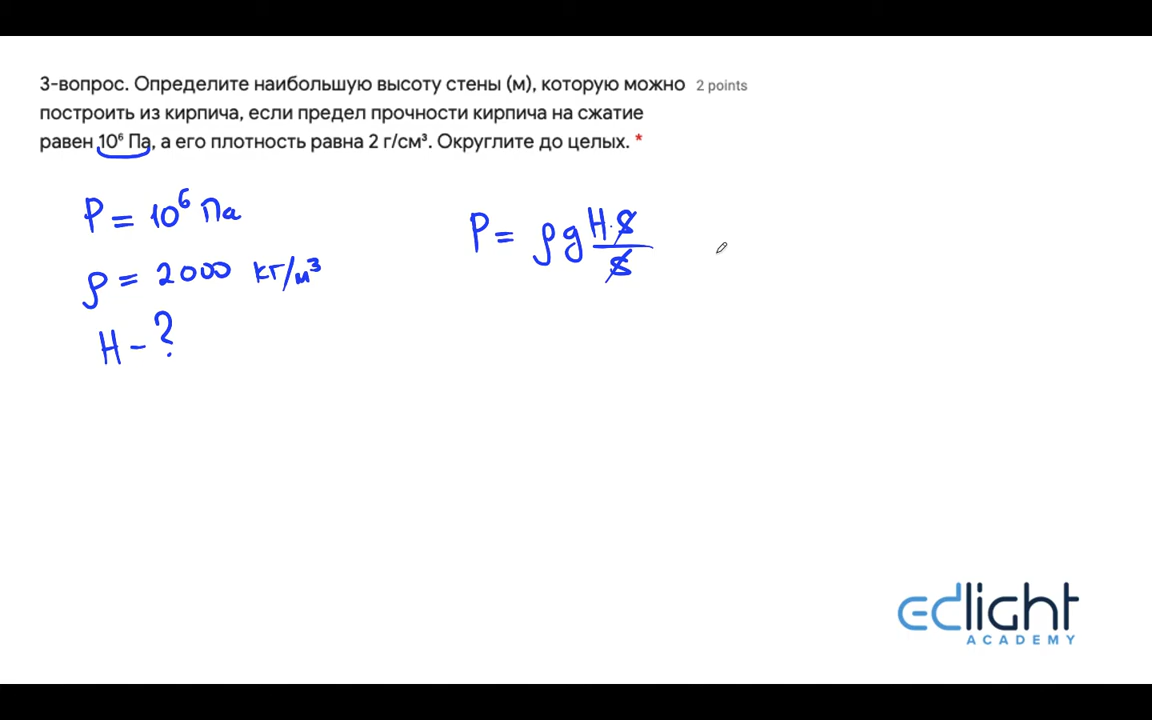 3-вопрос. Определите наибольшую высоту стены (м), которую можно 2 points
построить из кирпича, если предел прочности кирпича на сжатие
равен 10⁶ Па, а его плотность равна 2 г/см³. Округлите до целых. *
P = 10⁶ Па
P = ρg H·S / S
ρ = 2000 кг/м³
H - ?
edlight
ACADEMY